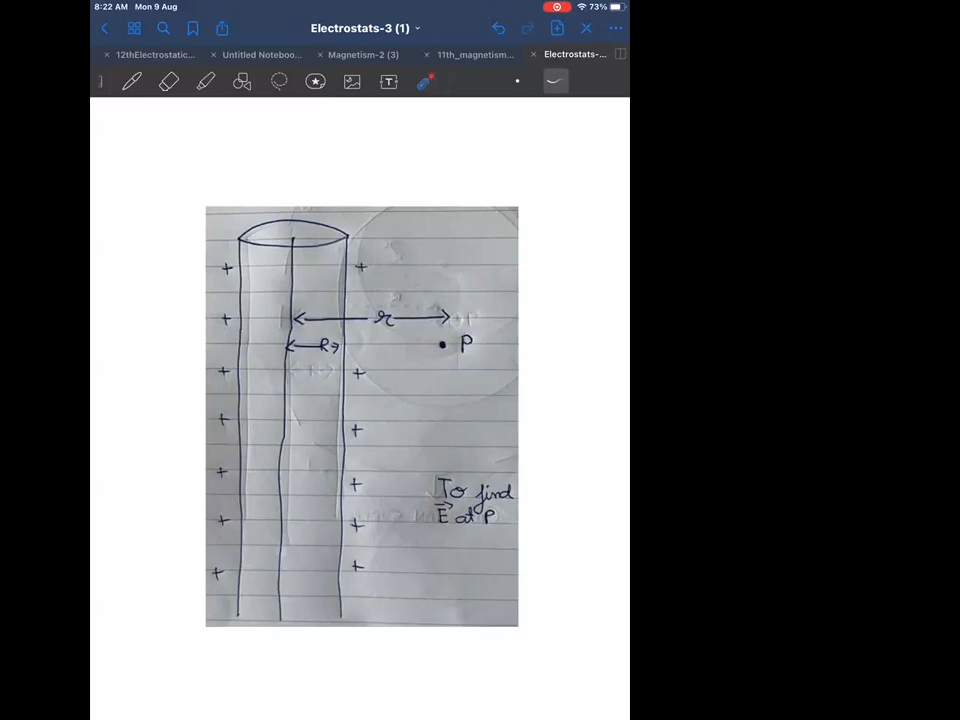 8:22 AM Mon 9 Aug
73%
Electrostats-3 (1)
12thElectrostatic...
Untitled Noteboo...
Magnetism-2 (3)
11th_magnetism...
Electrostats-...
T
+ +
+ r
R P
+ +
+ +
+ +
To find
E⃗ at P
+ +
+ +